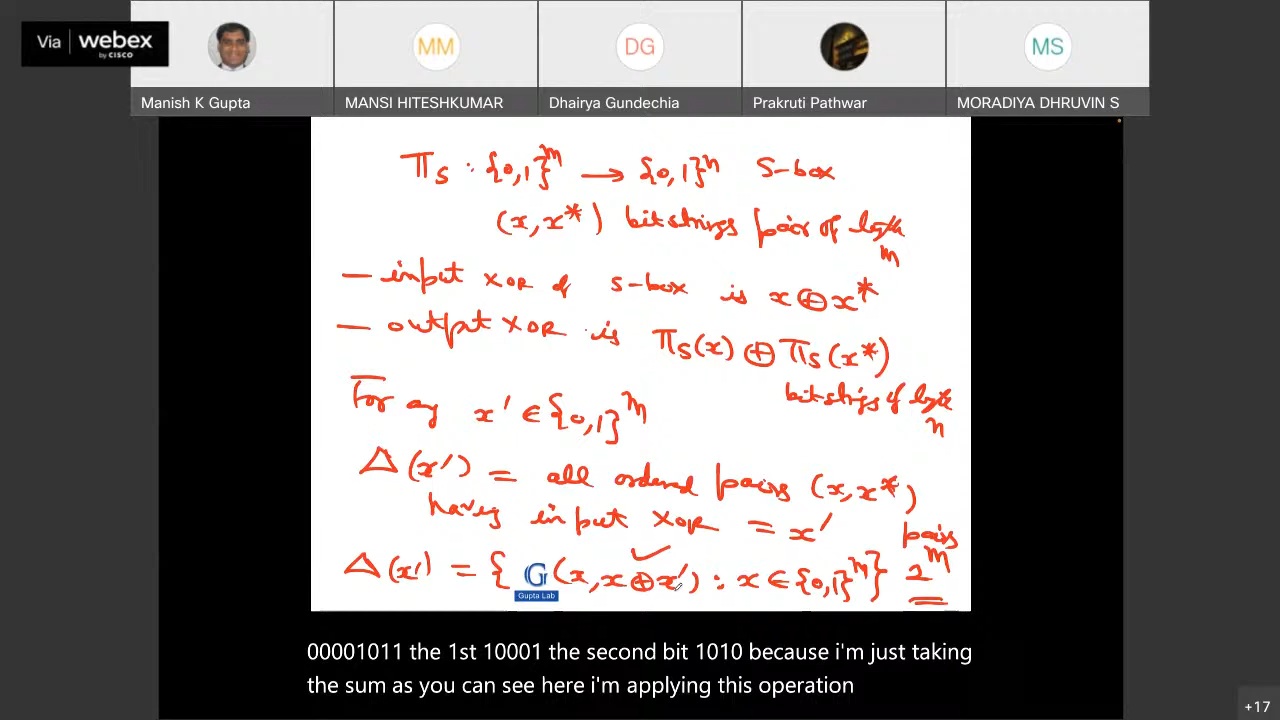 Via webex
by CISCO
MM
DG
MS
Manish K Gupta
MANSI HITESHKUMAR
Dhairya Gundechia
Prakruti Pathwar
MORADIYA DHRUVIN S
πs : {0,1}^m → {0,1}^n S-box
(x, x*) bitstrings pair of length
m
— input XOR of S-box is x ⊕ x*
— output XOR is πs(x) ⊕ πs(x*)
bitstrings of length
n
For any x' ∈ {0,1}^m
Δ(x') = all ordered pairs (x, x*)
having input XOR = x'
pairs
Δ(x') = { (x, x ⊕ x') : x ∈ {0,1}^m } 2^m
G
Gupta Lab
00001011 the 1st 10001 the second bit 1010 because i'm just taking
the sum as you can see here i'm applying this operation
+17